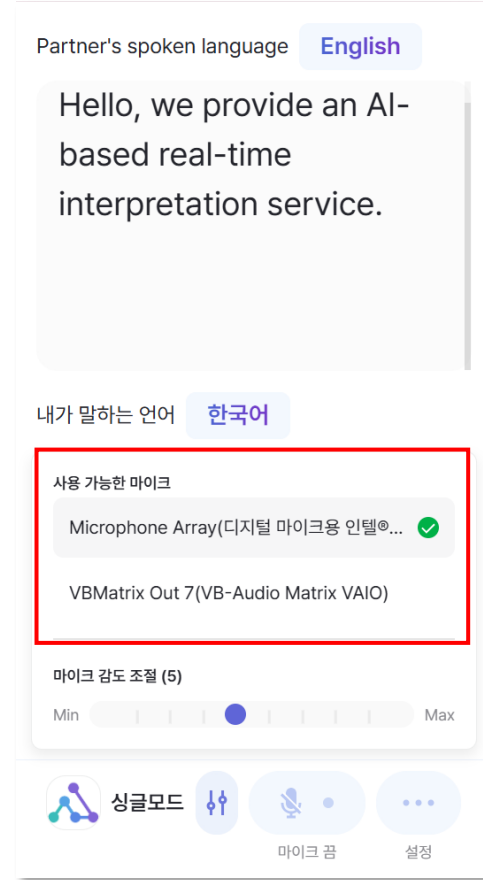 Partner's spoken language English
Hello, we provide an AI-
based real-time
interpretation service.
내가 말하는 언어 한국어
사용 가능한 마이크
Microphone Array(디지털 마이크용 인텔®...
VBMatrix Out 7(VB-Audio Matrix VAIO)
마이크 감도 조절 (5)
Min Max
싱글모드
마이크 끔 설정